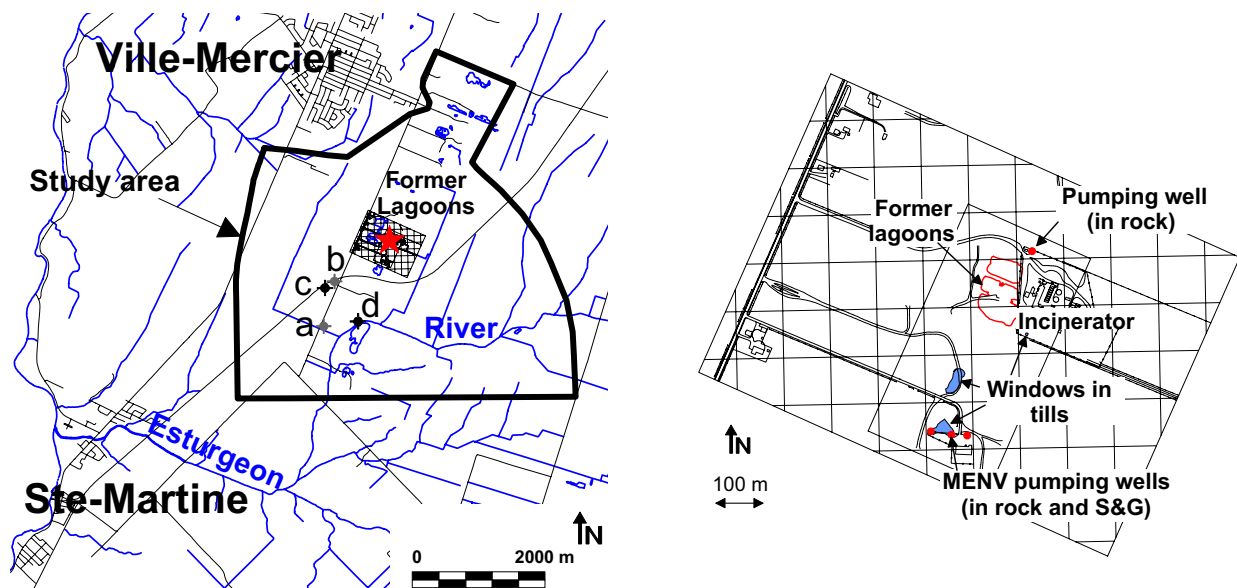 Ville-Mercier
Study area
Former
Lagoons
b
c
d
a
River
Esturgeon
Ste-Martine
N
0 2000 m
Pumping well
(in rock)
Former
lagoons
Incinerator
Windows in
tills
N
100 m
MENV pumping wells
(in rock and S&G)